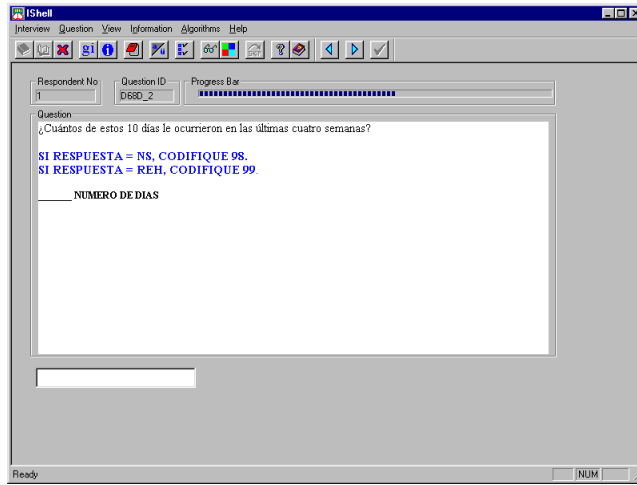 IShell
Interview Question View Information Algorithms Help
gi
Respondent No
Question ID
Progress Bar
1
D68D_2
Question
¿Cuántos de estos 10 días le ocurrieron en las últimas cuatro semanas?
SI RESPUESTA = NS, CODIFIQUE 98.
SI RESPUESTA = REH, CODIFIQUE 99.
______ NUMERO DE DIAS
Ready
NUM